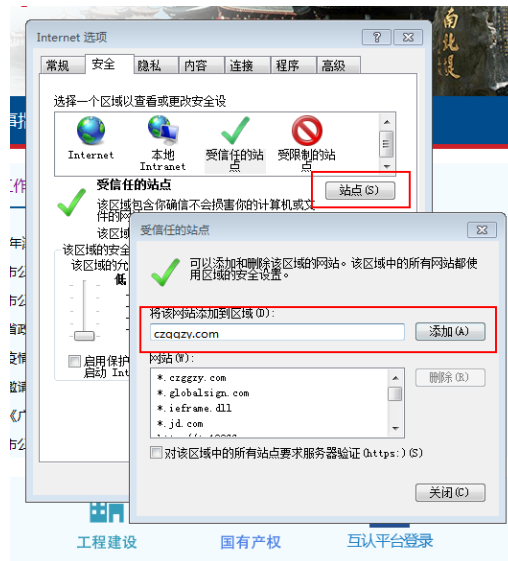 南
北
堤
Internet 选项
常规 安全 隐私 内容 连接 程序 高级
选择一个区域以查看或更改安全设
Internet
本地
Intranet
受信任的站
点
受限制的站
点
受信任的站点
站点(S)
该区域包含你确信不会损害你的计算机或文
件的网
该区域
该区域的安全
该区域的允
低
启用保护
启动 Int
受信任的站点
可以添加和删除该区域的网站。该区域中的所有网站都使
用区域的安全设置。
将该网站添加到区域(D):
czggzy.com
添加(A)
网站(W):
*.czggzy.com
*.globalsign.com
*.ieframe.dll
*.jd.com
删除(R)
对该区域中的所有站点要求服务器验证(https:)(S)
关闭(C)
工程建设
国有产权
互认平台登录